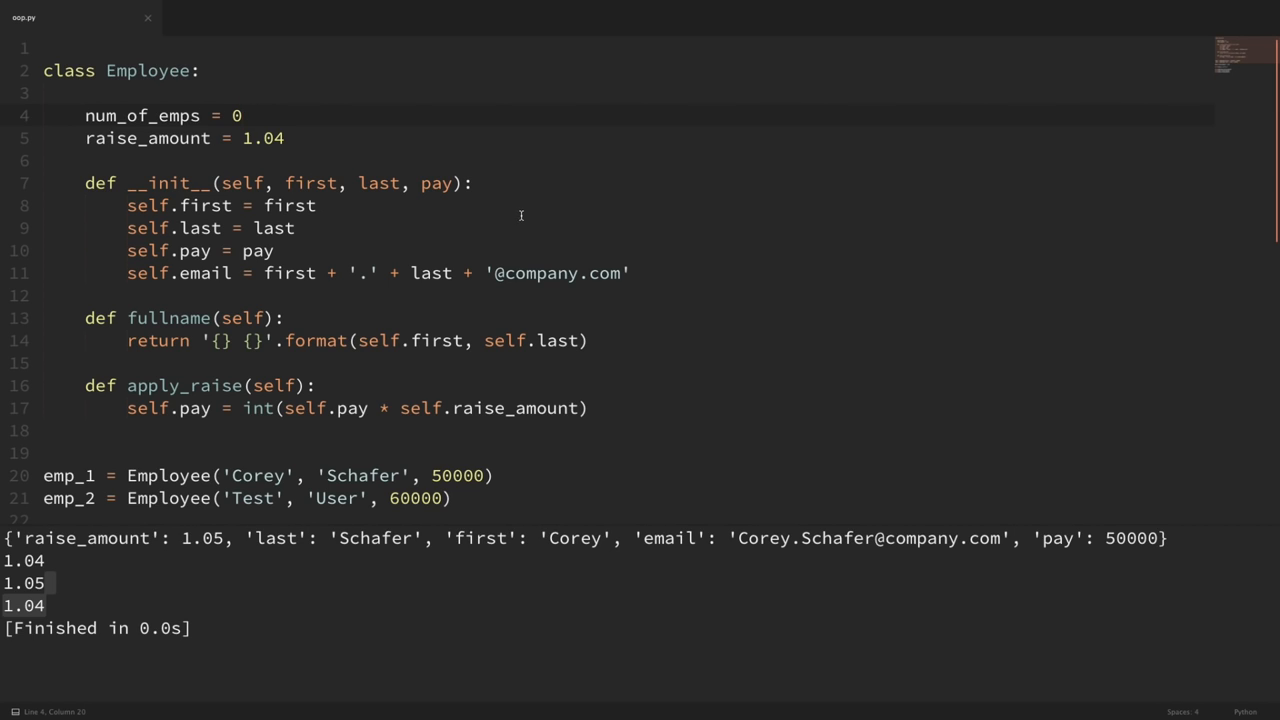 oop.py
1
2 class Employee:
3
4 num_of_emps = 0
5 raise_amount = 1.04
6
7 def __init__(self, first, last, pay):
8 self.first = first
9 self.last = last
10 self.pay = pay
11 self.email = first + '.' + last + '@company.com'
12
13 def fullname(self):
14 return '{} {}'.format(self.first, self.last)
15
16 def apply_raise(self):
17 self.pay = int(self.pay * self.raise_amount)
18
19
20 emp_1 = Employee('Corey', 'Schafer', 50000)
21 emp_2 = Employee('Test', 'User', 60000)
22
{'raise_amount': 1.05, 'last': 'Schafer', 'first': 'Corey', 'email': 'Corey.Schafer@company.com', 'pay': 50000}
1.04
1.05
1.04
[Finished in 0.0s]
Line 4, Column 20
Spaces: 4
Python